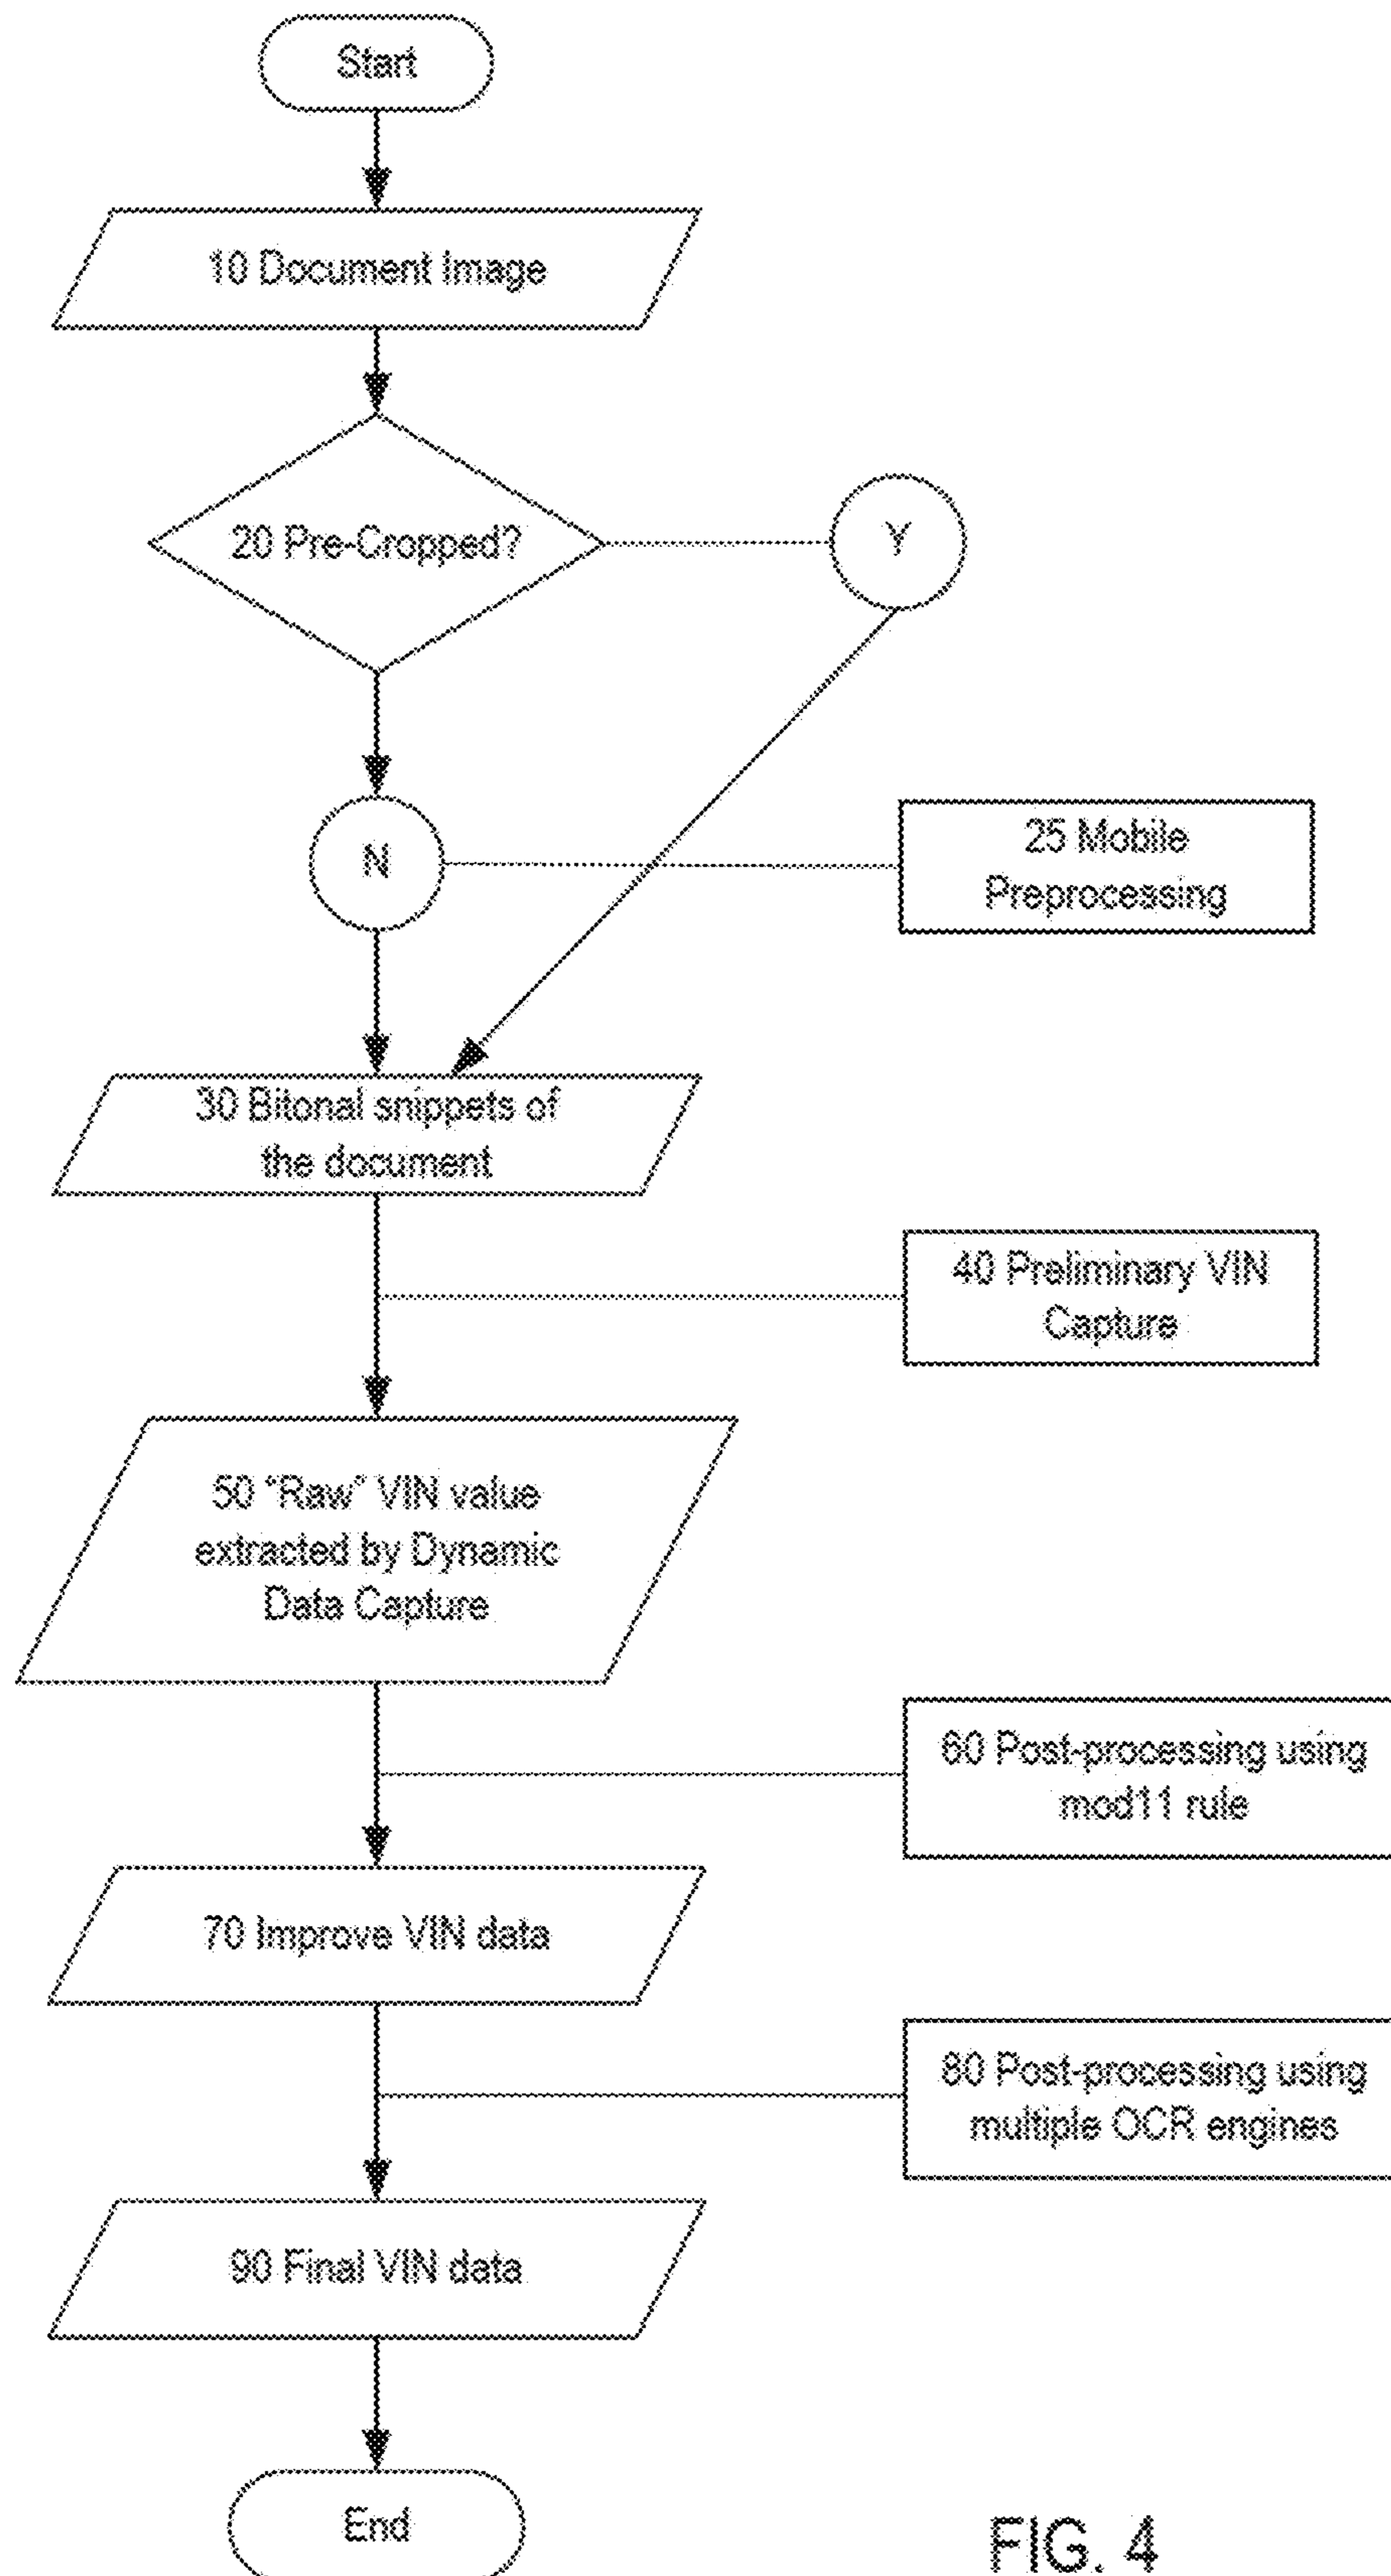 Start
10 Document Image
20 Pre-Cropped?
Y
N
25 Mobile
Preprocessing
30 Bitonal snippets of
the document
40 Preliminary VIN
Capture
50 "Raw" VIN value
extracted by Dynamic
Data Capture
60 Post-processing using
mod11 rule
70 Improve VIN data
80 Post-processing using
multiple OCR engines
90 Final VIN data
End
FIG. 4